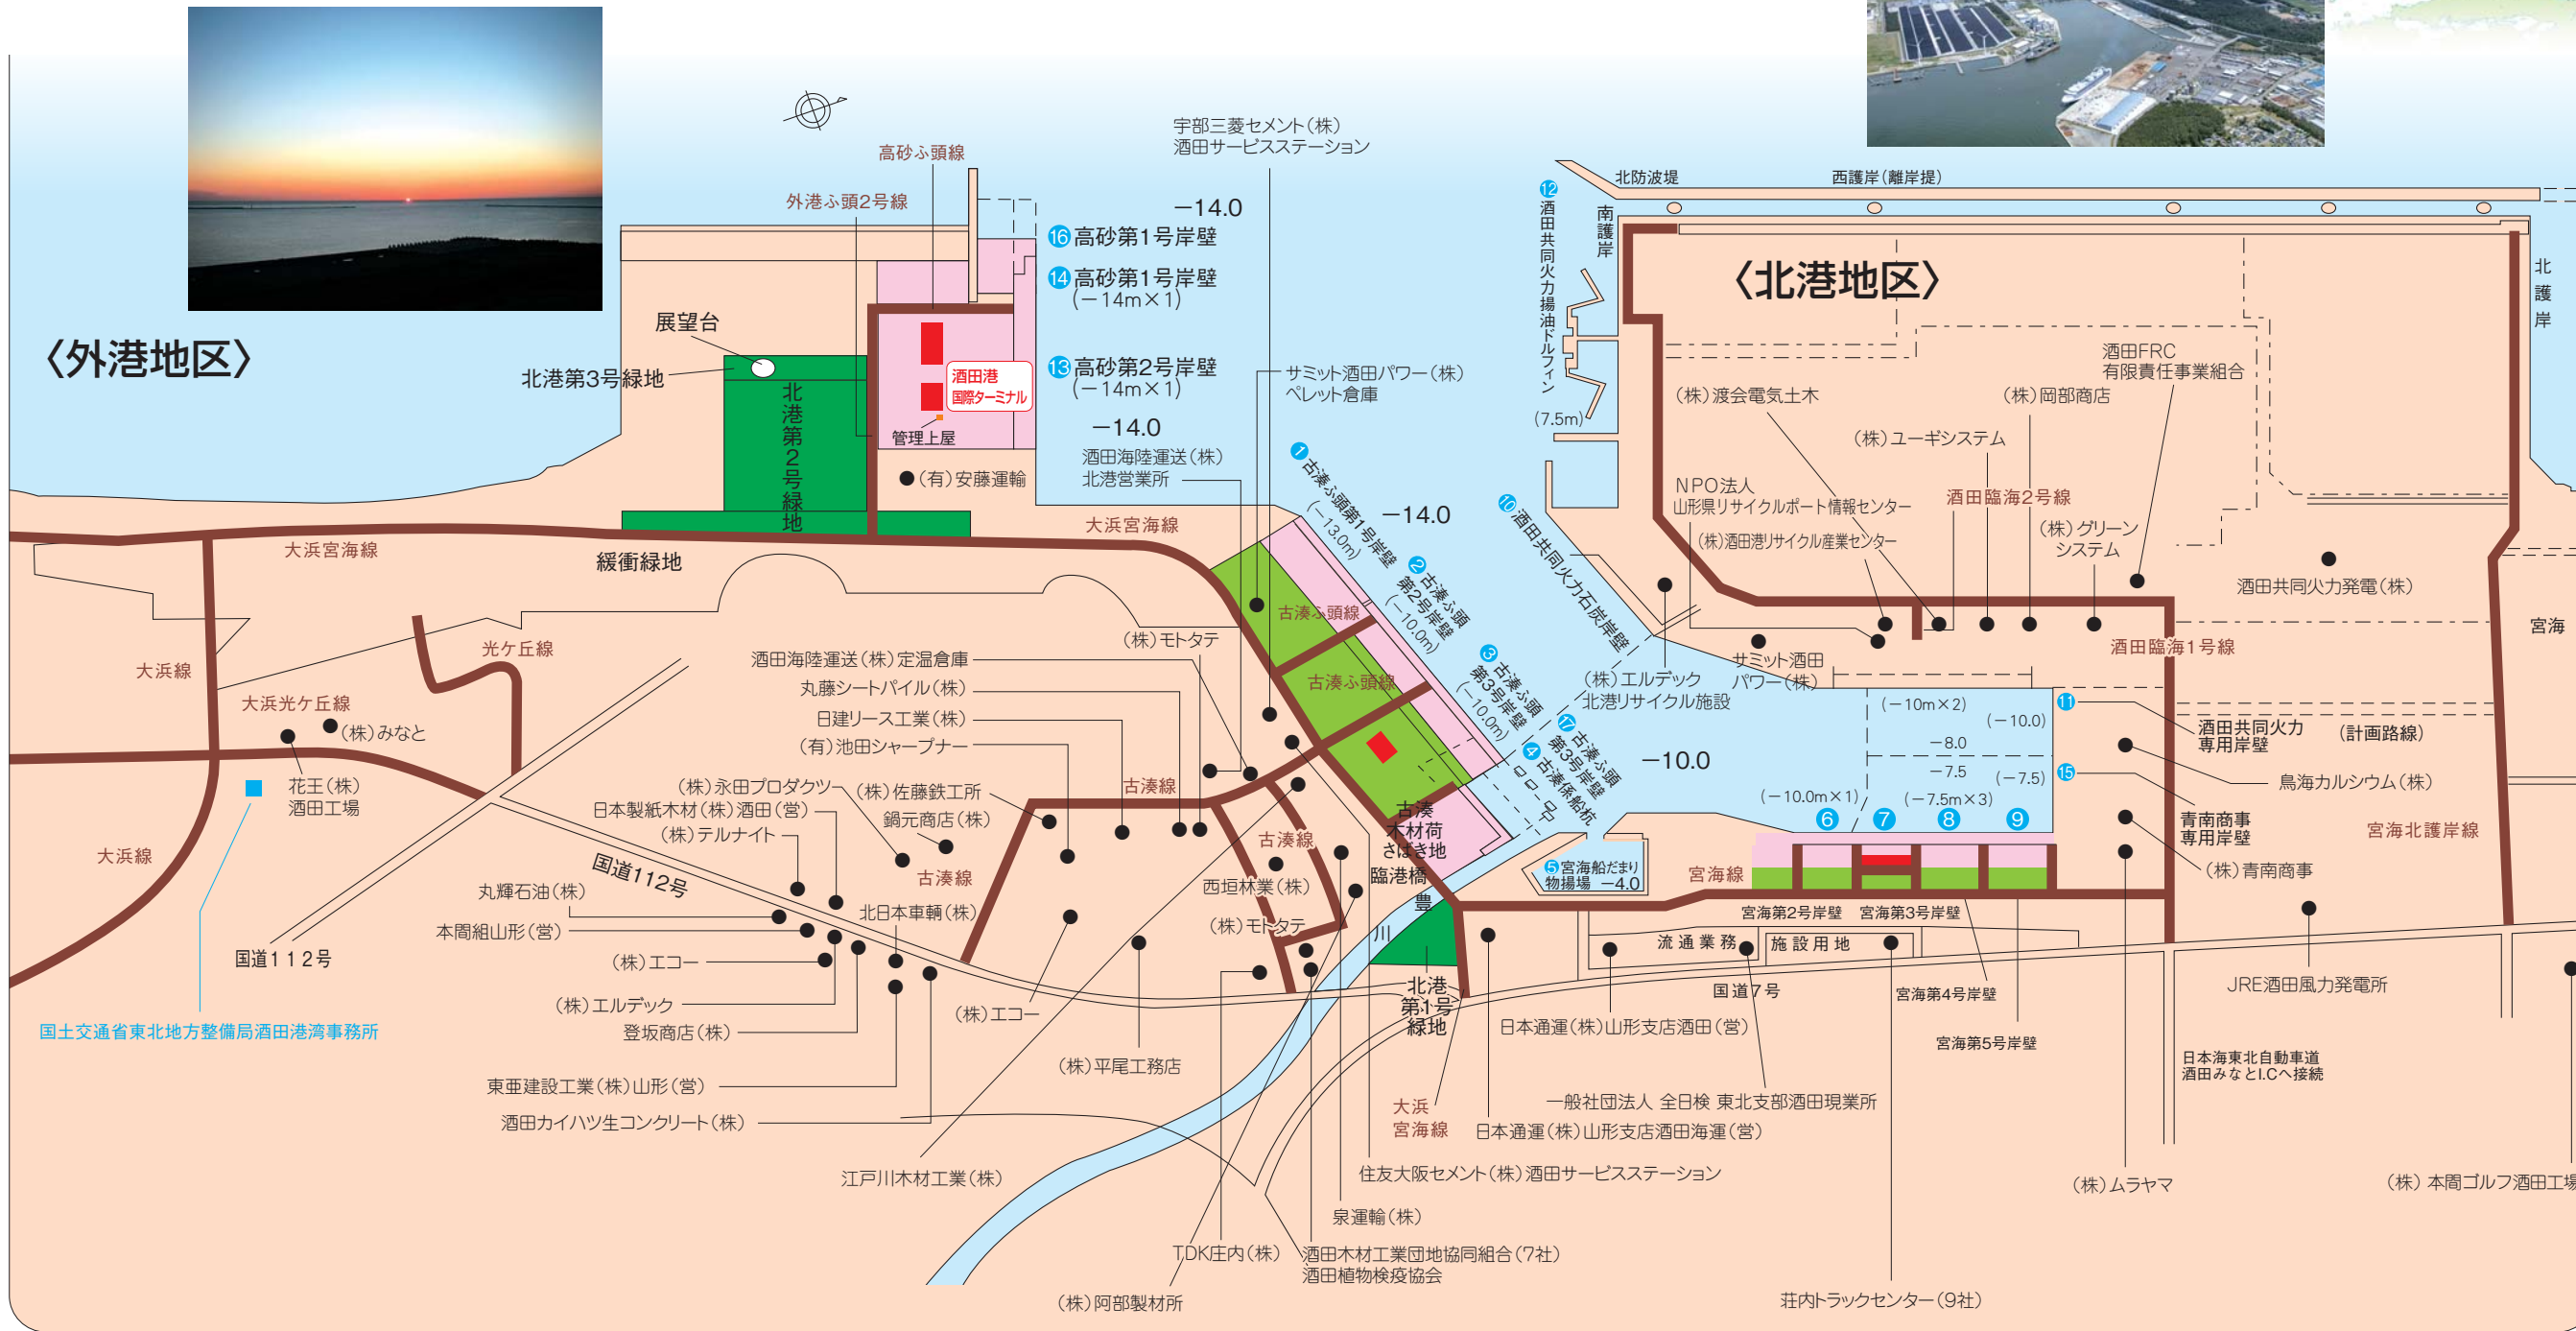 〈外港地区〉
〈北港地区〉
高砂ふ頭線
外港ふ頭2号線
宇部三菱セメント(株)
酒田サービスステーション
−14.0
⑯高砂第1号岸壁
⑭高砂第1号岸壁
(−14m×1)
⑬高砂第2号岸壁
(−14m×1)
−14.0
酒田海陸運送(株)
北港営業所
展望台
北港第3号緑地
北港第2号緑地
酒田港
国際ターミナル
管理上屋
(有)安藤運輸
サミット酒田パワー(株)
ペレット倉庫
⑫酒田共同火力揚油ドルフィン
(7.5m)
南護岸
北防波堤
西護岸(離岸提)
北護岸
酒田FRC
有限責任事業組合
(株)渡会電気土木
(株)岡部商店
(株)ユーギシステム
NPO法人
山形県リサイクルポート情報センター
酒田臨海2号線
(株)酒田港リサイクル産業センター
(株)グリーン
システム
酒田共同火力発電(株)
宮海
酒田臨海1号線
①古湊ふ頭第1号岸壁
(−13.0m)
−14.0
②古湊ふ頭
第2号岸壁
(−10.0m)
③古湊ふ頭
第3号岸壁
(−10.0m)
⑰古湊ふ頭
第3号岸壁
④古湊係船杭
−10.0
⑩酒田共同火力石炭岸壁
(株)エルデック
北港リサイクル施設
サミット酒田
パワー(株)
(−10m×2)
(−10.0)
−8.0
−7.5
(−7.5)
(−10.0m×1)
(−7.5m×3)
⑥
⑦
⑧
⑨
⑪
酒田共同火力
専用岸壁
(計画路線)
⑮
鳥海カルシウム(株)
青南商事
専用岸壁
宮海北護岸線
(株)青南商事
大浜宮海線
大浜宮海線
緩衝緑地
大浜線
光ケ丘線
大浜光ケ丘線
(株)みなと
花王(株)
酒田工場
大浜線
国道112号
国土交通省東北地方整備局酒田港湾事務所
国道112号
古湊ふ頭線
古湊ふ頭線
(株)モトタテ
酒田海陸運送(株)定温倉庫
丸藤シートパイル(株)
日建リース工業(株)
(有)池田シャープナー
古湊線
(株)永田プロダクツ
(株)佐藤鉄工所
日本製紙木材(株)酒田(営)
鍋元商店(株)
(株)テルナイト
古湊線
古湊線
丸輝石油(株)
北日本車輌(株)
本間組山形(営)
(株)エコー
(株)エルデック
登坂商店(株)
東亜建設工業(株)山形(営)
酒田カイハツ生コンクリート(株)
西垣林業(株)
(株)モトタテ
(株)エコー
(株)平尾工務店
江戸川木材工業(株)
古湊
木材荷
さばき地
臨港橋
豊
川
⑤宮海船だまり
物揚場 −4.0
宮海線
宮海第2号岸壁
宮海第3号岸壁
流通業務
施設用地
国道7号
宮海第4号岸壁
宮海第5号岸壁
JRE酒田風力発電所
日本海東北自動車道
酒田みなとI.Cへ接続
北港
第1号
緑地
日本通運(株)山形支店酒田(営)
大浜
宮海線
一般社団法人 全日検 東北支部酒田現業所
日本通運(株)山形支店酒田海運(営)
住友大阪セメント(株)酒田サービスステーション
泉運輸(株)
TDK庄内(株)
酒田木材工業団地協同組合(7社)
酒田植物検疫協会
(株)阿部製材所
荘内トラックセンター(9社)
(株)ムラヤマ
(株)本間ゴルフ酒田工場